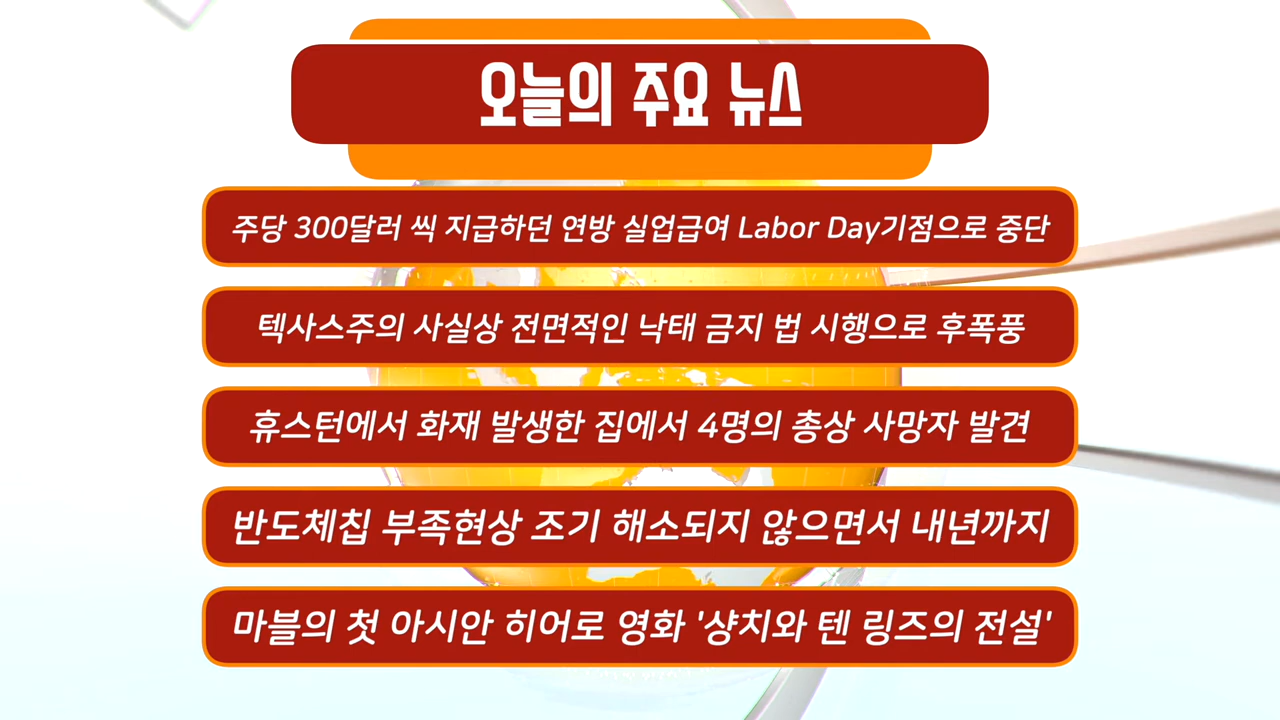 오늘의 주요 뉴스
주당 300달러 씩 지급하던 연방 실업급여 Labor Day기점으로 중단
텍사스주의 사실상 전면적인 낙태 금지 법 시행으로 후폭풍
휴스턴에서 화재 발생한 집에서 4명의 총상 사망자 발견
반도체칩 부족현상 조기 해소되지 않으면서 내년까지
마블의 첫 아시안 히어로 영화 '샹치와 텐 링즈의 전설'